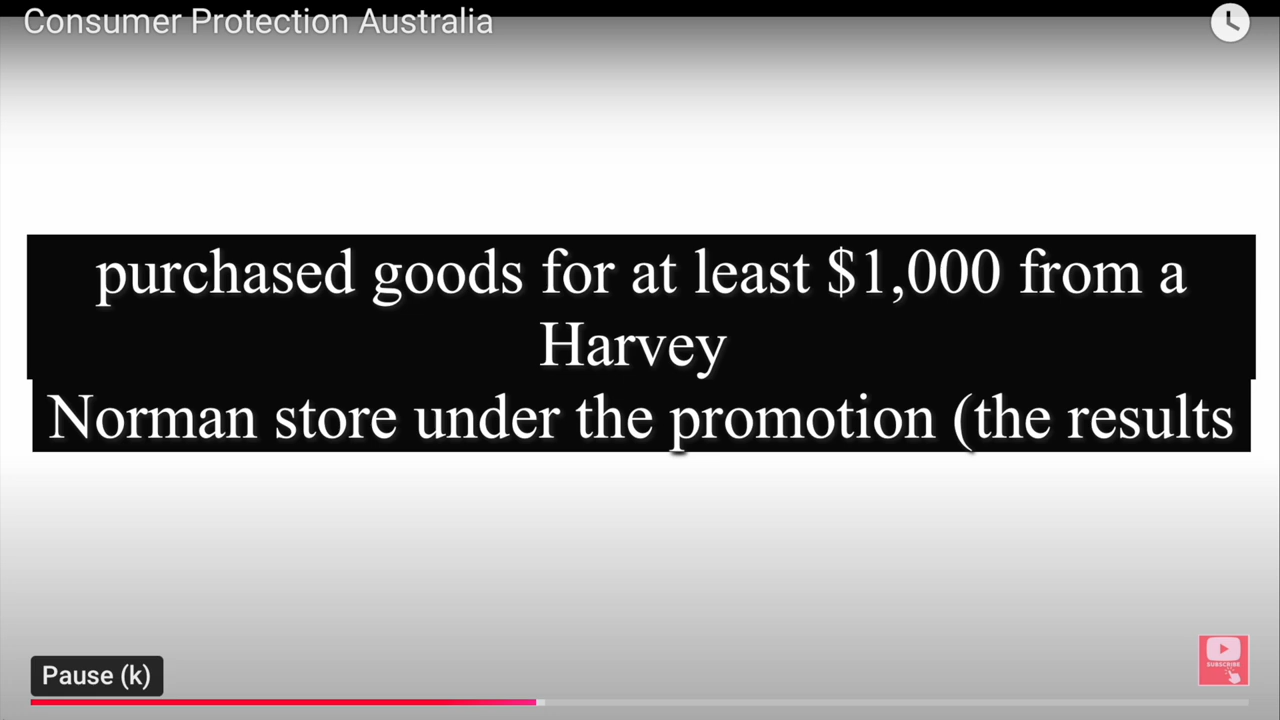 Consumer Protection Australia
purchased goods for at least $1,000 from a
Harvey
Norman store under the promotion (the results
SUBSCRIBE
Pause (k)